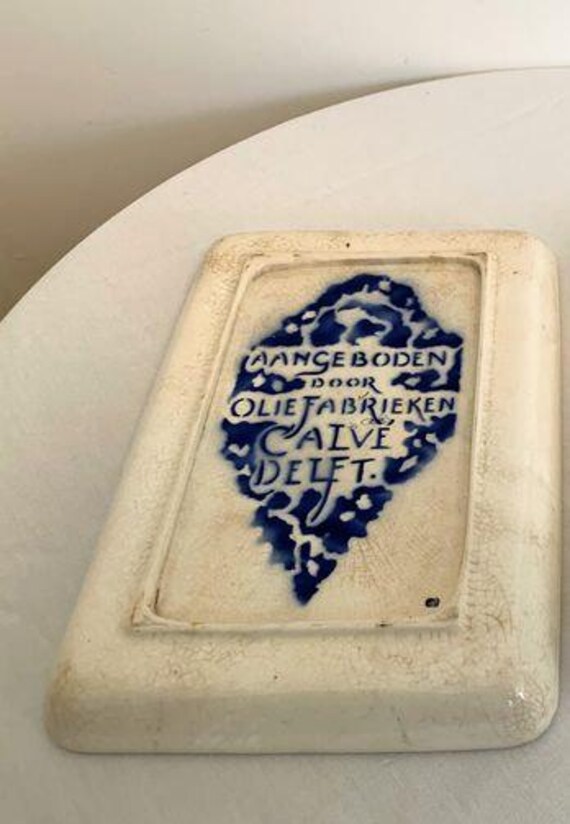 AANGEBODEN
DOOR
OLIEFABRIEKEN
CALVÉ
DELFT.